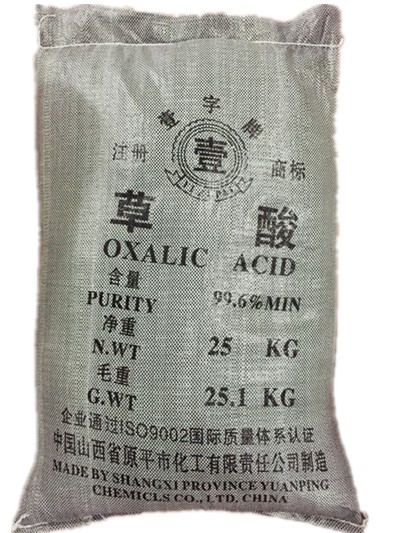 壹字牌
注册 壹 商标
草 酸
OXALIC ACID
含量
PURITY 99.6%MIN
净重
N.WT 25 KG
毛重
G.WT 25.1 KG
企业通过ISO9002国际质量体系认证
中国山西省原平市化工有限责任公司制造
MADE BY SHANGXI PROVINCE YUANPING
CHEMICLS CO., LTD. CHINA